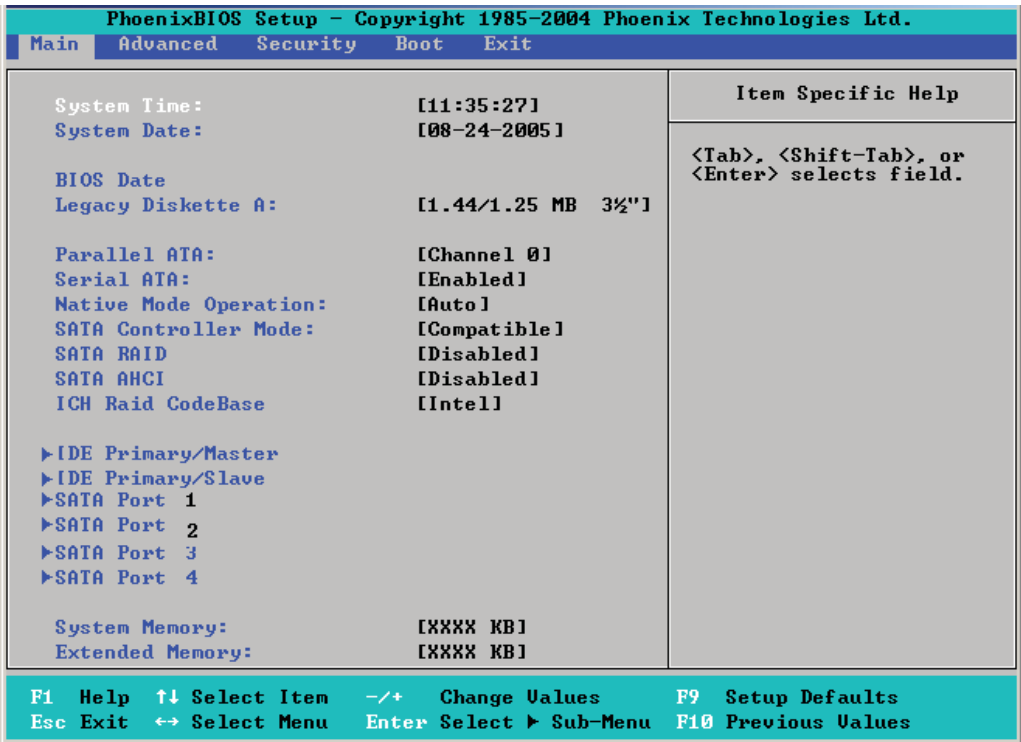 PhoenixBIOS Setup – Copyright 1985-2004 Phoenix Technologies Ltd.
Main Advanced Security Boot Exit
System Time: [11:35:27]
System Date: [08-24-2005]
BIOS Date
Legacy Diskette A: [1.44/1.25 MB 3½"]
Parallel ATA: [Channel 0]
Serial ATA: [Enabled]
Native Mode Operation: [Auto]
SATA Controller Mode: [Compatible]
SATA RAID [Disabled]
SATA AHCI [Disabled]
ICH Raid CodeBase [Intel]
▶IDE Primary/Master
▶IDE Primary/Slave
▶SATA Port 1
▶SATA Port 2
▶SATA Port 3
▶SATA Port 4
System Memory: [XXXX KB]
Extended Memory: [XXXX KB]
Item Specific Help
<Tab>, <Shift-Tab>, or
<Enter> selects field.
F1 Help ↑↓ Select Item -/+ Change Values F9 Setup Defaults
Esc Exit ↔ Select Menu Enter Select ▶ Sub-Menu F10 Previous Values